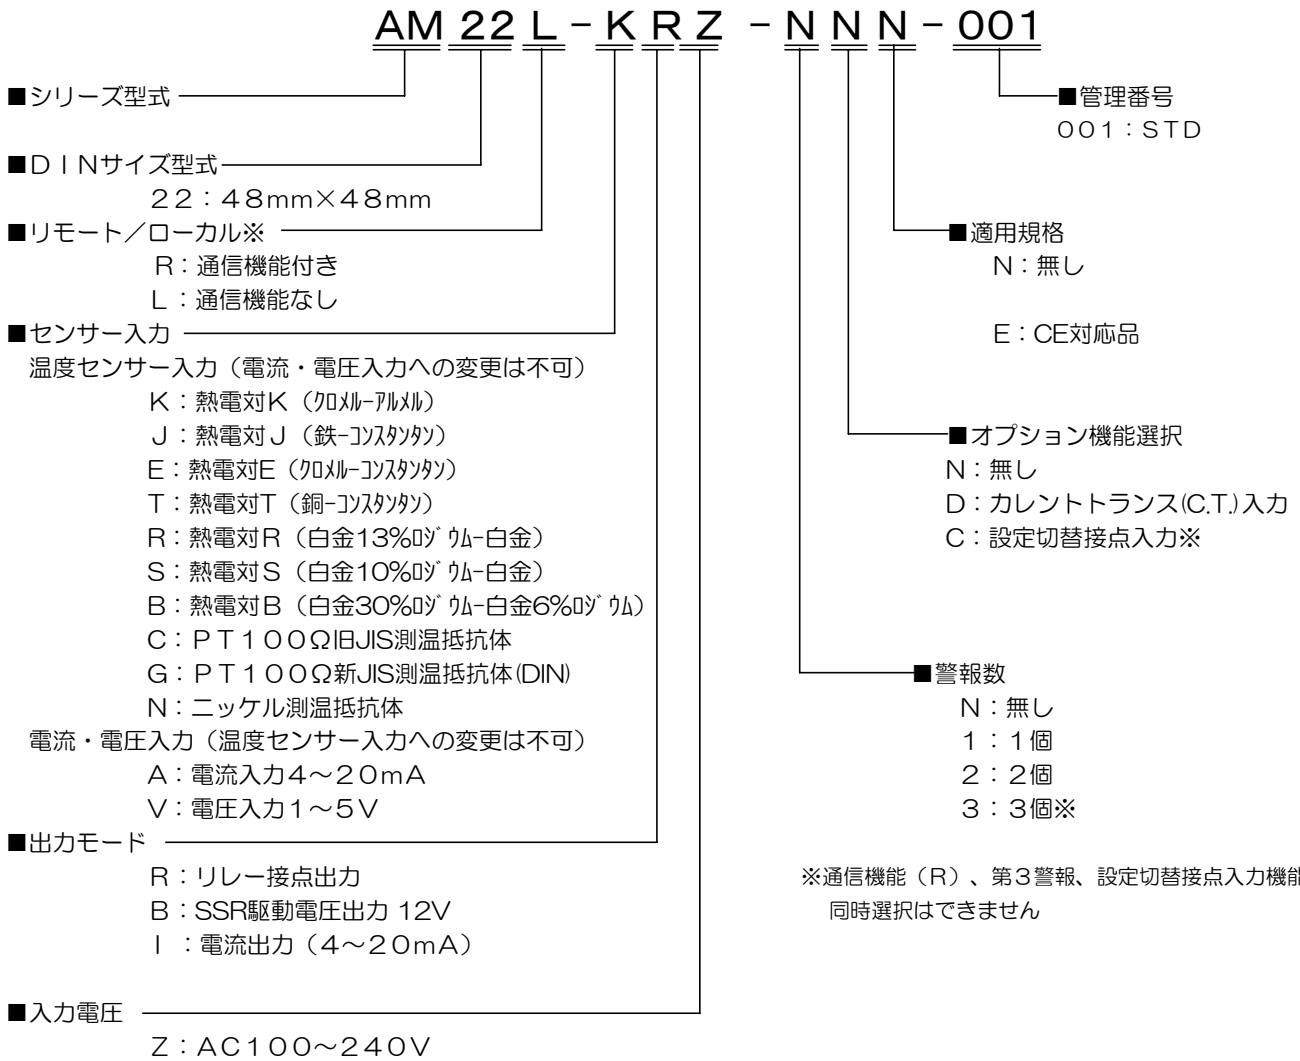 AM22L-KRZ-NNN-001
■シリーズ型式
■管理番号
001：STD
■DINサイズ型式
22：48mm×48mm
■リモート／ローカル※
R：通信機能付き
L：通信機能なし
■適用規格
N：無し
E：CE対応品
■センサー入力
温度センサー入力（電流・電圧入力への変更は不可）
K：熱電対K（ｸﾛﾒﾙｰｱﾙﾒﾙ）
J：熱電対J（鉄-ｺﾝｽﾀﾝﾀﾝ）
E：熱電対E（ｸﾛﾒﾙｰｺﾝｽﾀﾝﾀﾝ）
T：熱電対T（銅-ｺﾝｽﾀﾝﾀﾝ）
R：熱電対R（白金13%ﾛｼﾞｳﾑ-白金）
S：熱電対S（白金10%ﾛｼﾞｳﾑ-白金）
B：熱電対B（白金30%ﾛｼﾞｳﾑ-白金6%ﾛｼﾞｳﾑ）
C：PT100Ω旧JIS測温抵抗体
G：PT100Ω新JIS測温抵抗体(DIN)
N：ニッケル測温抵抗体
電流・電圧入力（温度センサー入力への変更は不可）
A：電流入力4～20mA
V：電圧入力1～5V
■オプション機能選択
N：無し
D：カレントトランス(C.T.)入力
C：設定切替接点入力※
■警報数
N：無し
1：1個
2：2個
3：3個※
■出力モード
R：リレー接点出力
B：SSR駆動電圧出力 12V
I：電流出力（4～20mA）
※通信機能（R）、第3警報、設定切替接点入力機能
同時選択はできません
■入力電圧
Z：AC100～240V